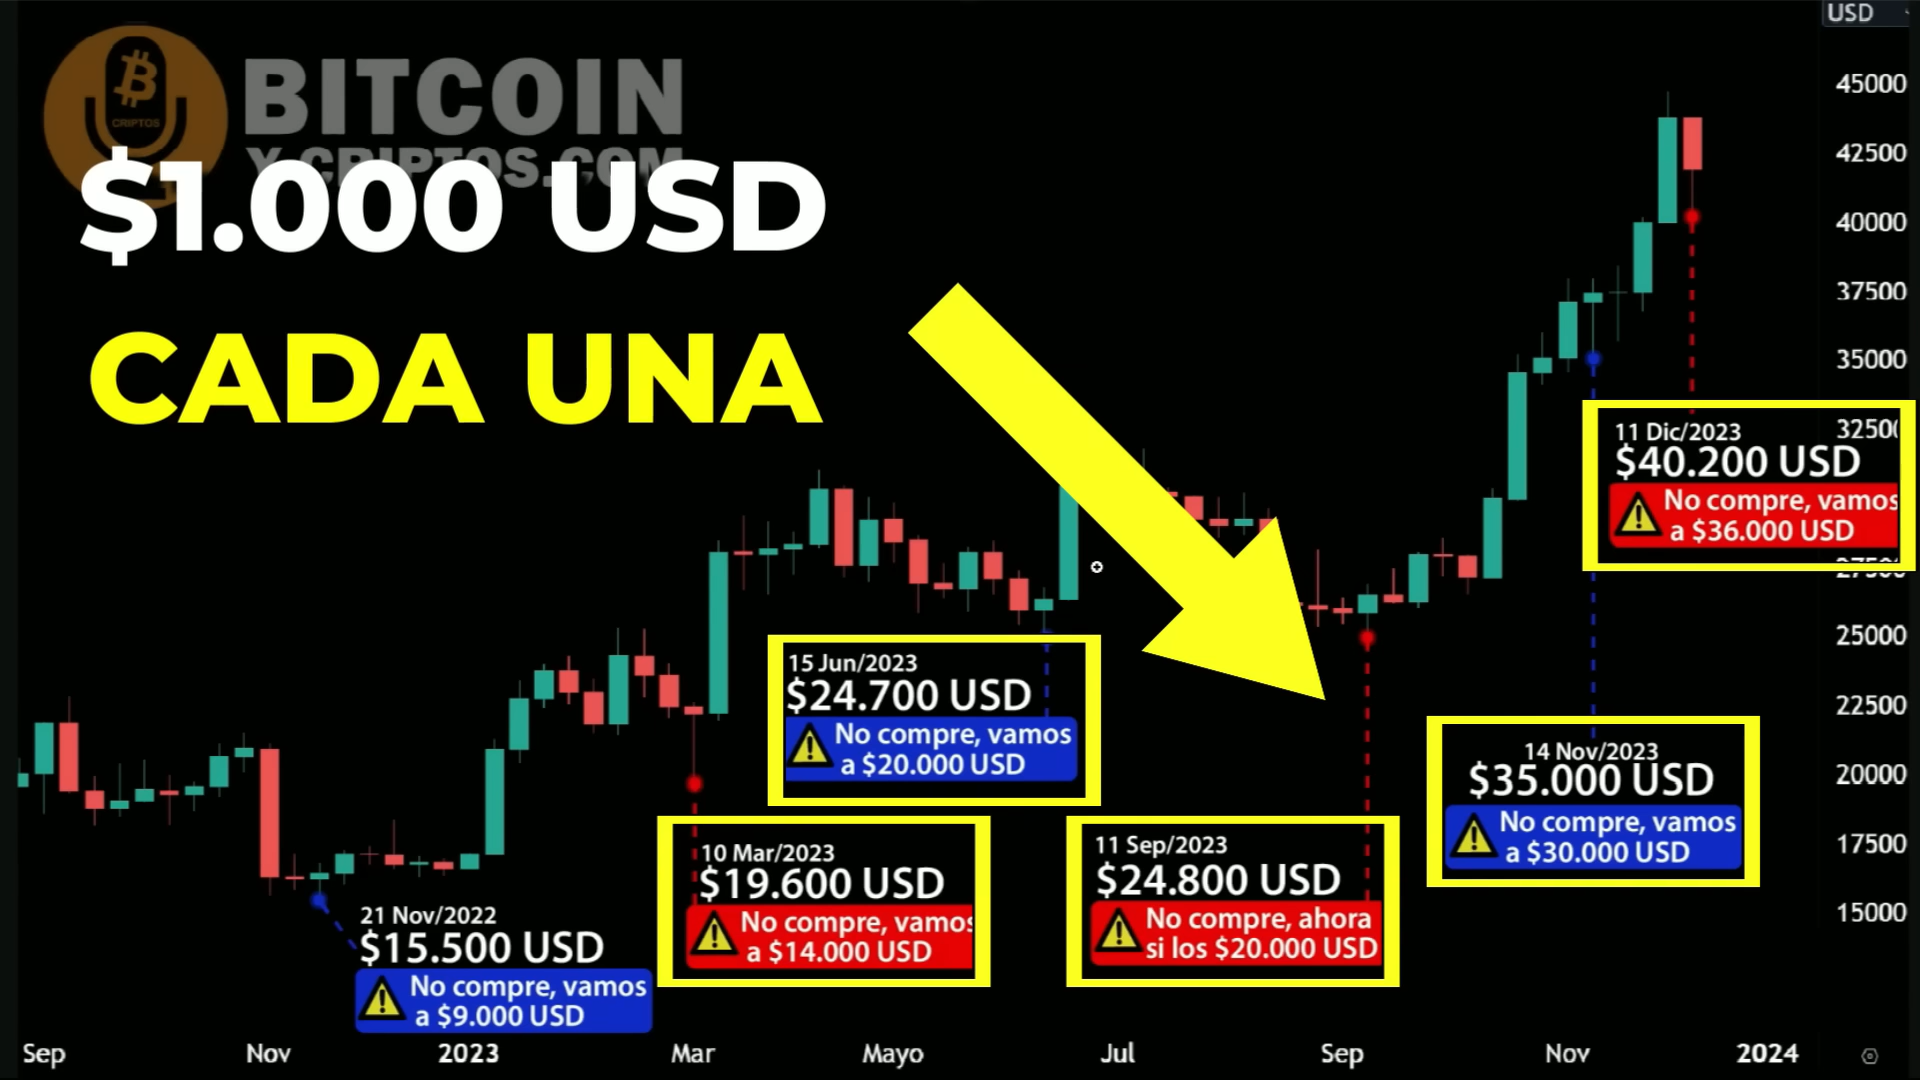 USD
BITCOIN
Y CRIPTOS.COM
CRIPTOS
$1.000 USD
CADA UNA
45000
42500
40000
37500
35000
32500
27500
25000
22500
20000
17500
15000
11 Dic/2023
$40.200 USD
No compre, vamos
a $36.000 USD
15 Jun/2023
$24.700 USD
No compre, vamos
a $20.000 USD
14 Nov/2023
$35.000 USD
No compre, vamos
a $30.000 USD
10 Mar/2023
$19.600 USD
No compre, vamos
a $14.000 USD
11 Sep/2023
$24.800 USD
No compre, ahora
si los $20.000 USD
21 Nov/2022
$15.500 USD
No compre, vamos
a $9.000 USD
Sep
Nov
2023
Mar
Mayo
Jul
Sep
Nov
2024